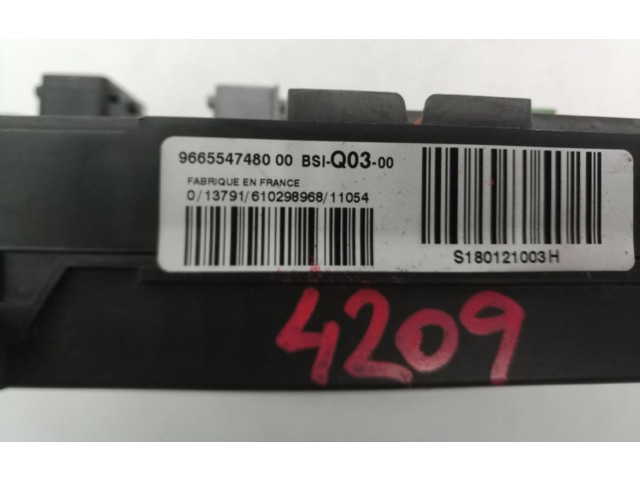 9665547480 00 BSI-Q03-00
FABRIQUE EN FRANCE
0/13791/610298968/11054
S180121003H
4209